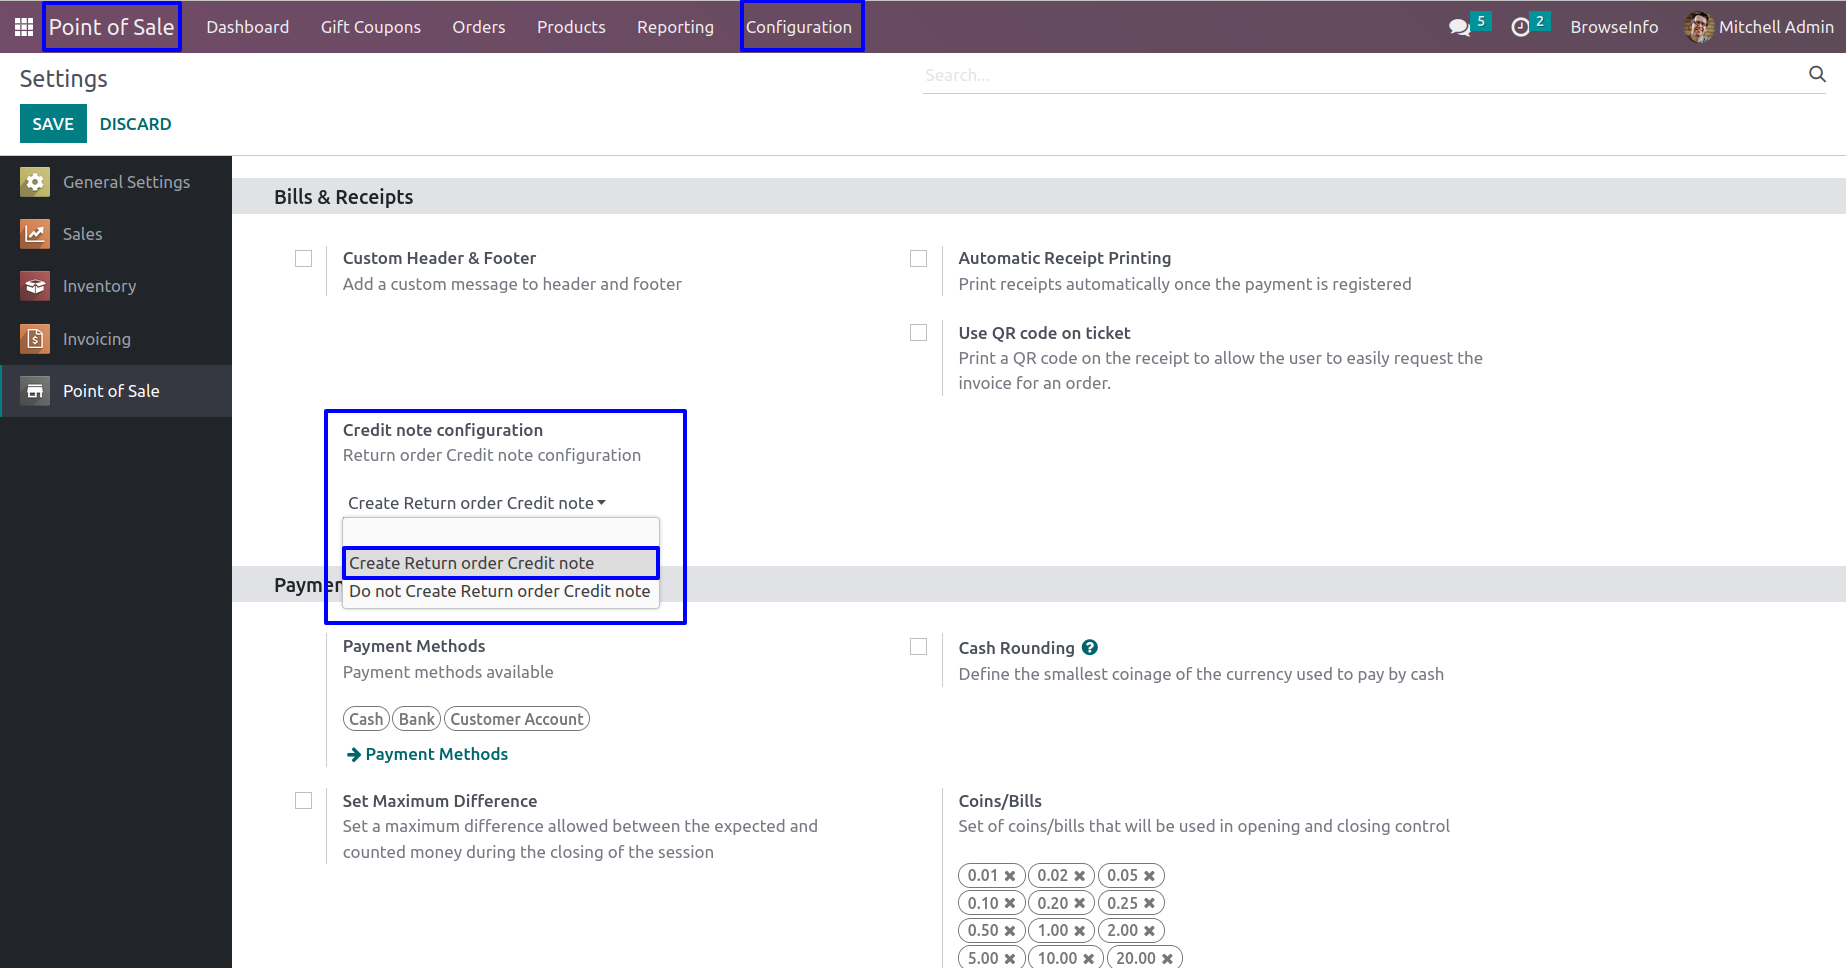 Point of Sale Dashboard Gift Coupons Orders Products Reporting Configuration 5 2 BrowseInfo Mitchell Admin
Settings
Search...
SAVE DISCARD
General Settings
Sales
Inventory
Invoicing
Point of Sale
Bills & Receipts
Custom Header & Footer
Add a custom message to header and footer
Automatic Receipt Printing
Print receipts automatically once the payment is registered
Use QR code on ticket
Print a QR code on the receipt to allow the user to easily request the
invoice for an order.
Credit note configuration
Return order Credit note configuration
Create Return order Credit note
Create Return order Credit note
Do not Create Return order Credit note
Paymen
Payment Methods
Payment methods available
Cash Bank Customer Account
Payment Methods
Cash Rounding ?
Define the smallest coinage of the currency used to pay by cash
Set Maximum Difference
Set a maximum difference allowed between the expected and
counted money during the closing of the session
Coins/Bills
Set of coins/bills that will be used in opening and closing control
0.01 ✖ 0.02 ✖ 0.05 ✖
0.10 ✖ 0.20 ✖ 0.25 ✖
0.50 ✖ 1.00 ✖ 2.00 ✖
5.00 ✖ 10.00 ✖ 20.00 ✖